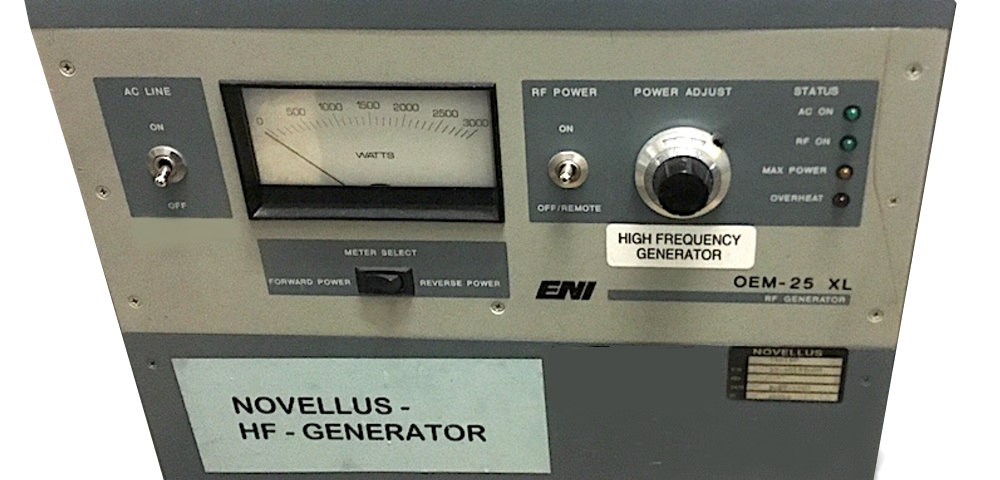 AC LINE
ON
OFF
0 500 1000 1500 2000 2500 3000
WATTS
METER SELECT
FORWARD POWER
REVERSE POWER
RF POWER
ON
OFF/REMOTE
POWER ADJUST
STATUS
AC ON
RF ON
MAX POWER
OVERHEAT
HIGH FREQUENCY
GENERATOR
ENI
OEM-25 XL
RF GENERATOR
NOVELLUS -
HF - GENERATOR
NOVELLUS